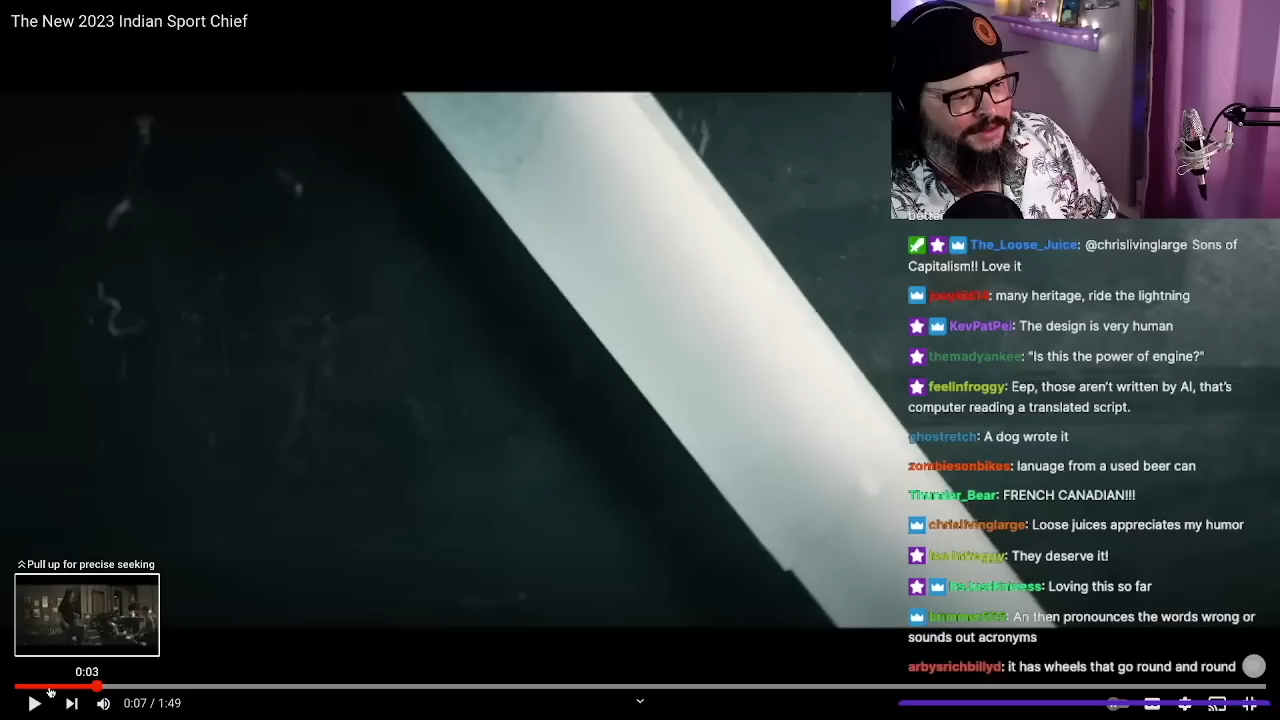 The New 2023 Indian Sport Chief
better
The_Loose_Juice: @chrislivinglarge Sons of
Capitalism!! Love it
: many heritage, ride the lightning
KevPatPei: The design is very human
themadyankee: "Is this the power of engine?"
feelInfroggy: Eep, those aren't written by AI, that's
computer reading a translated script.
ghostretch: A dog wrote it
zombiesonbikes: lanuage from a used beer can
Thunder_Bear: FRENCH CANADIAN!!!
chrislivinglarge: Loose juices appreciates my humor
feelInfroggy: They deserve it!
: Loving this so far
: An then pronounces the words wrong or
sounds out acronyms
arbysrichbillyd: it has wheels that go round and round
Pull up for precise seeking
0:03
0:07 / 1:49